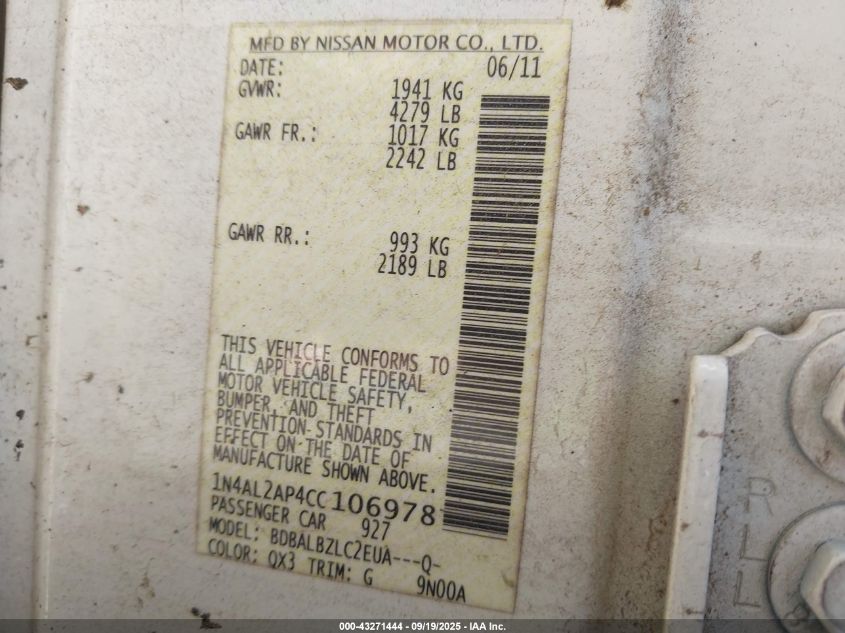 MFD BY NISSAN MOTOR CO., LTD.
DATE: 06/11
GVWR: 1941 KG
4279 LB
GAWR FR.: 1017 KG
2242 LB
GAWR RR.: 993 KG
2189 LB
THIS VEHICLE CONFORMS TO
ALL APPLICABLE FEDERAL
MOTOR VEHICLE SAFETY,
BUMPER, AND THEFT
PREVENTION STANDARDS IN
EFFECT ON THE DATE OF
MANUFACTURE SHOWN ABOVE.
1N4AL2AP4CC106978
PASSENGER CAR 927
MODEL: BDBALBZLC2EUA---Q-
COLOR: QX3 TRIM: G 9N00A
RLL
000-43271444 - 09/19/2025 - IAA Inc.